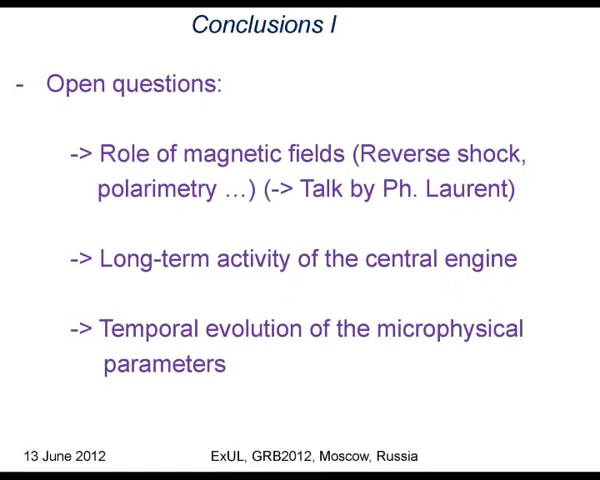 Conclusions I
- Open questions:
-> Role of magnetic fields (Reverse shock,
polarimetry …) (-> Talk by Ph. Laurent)
-> Long-term activity of the central engine
-> Temporal evolution of the microphysical
parameters
13 June 2012 ExUL, GRB2012, Moscow, Russia